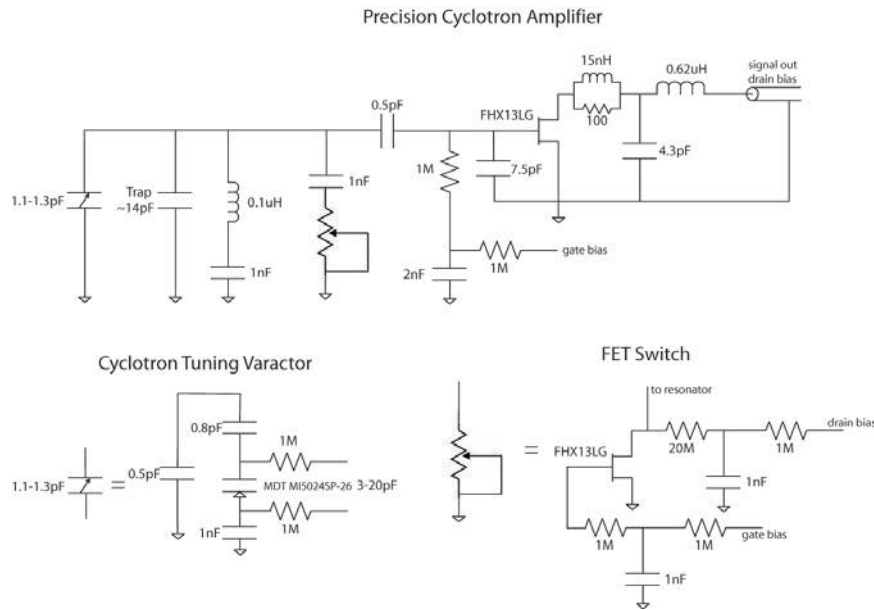 Precision Cyclotron Amplifier
15nH
0.62uH
signal out
drain bias
0.5pF
FHX13LG
100
1M
7.5pF
4.3pF
1nF
1.1-1.3pF
Trap
~14pF
0.1uH
1nF
2nF
1M
gate bias
Cyclotron Tuning Varactor
FET Switch
to resonator
0.8pF
1M
FHX13LG
20M
1M
drain bias
1.1-1.3pF
=
0.5pF
MDT MI5024SP-26 3-20pF
=
1nF
1nF
1M
1M
1M
gate bias
1nF